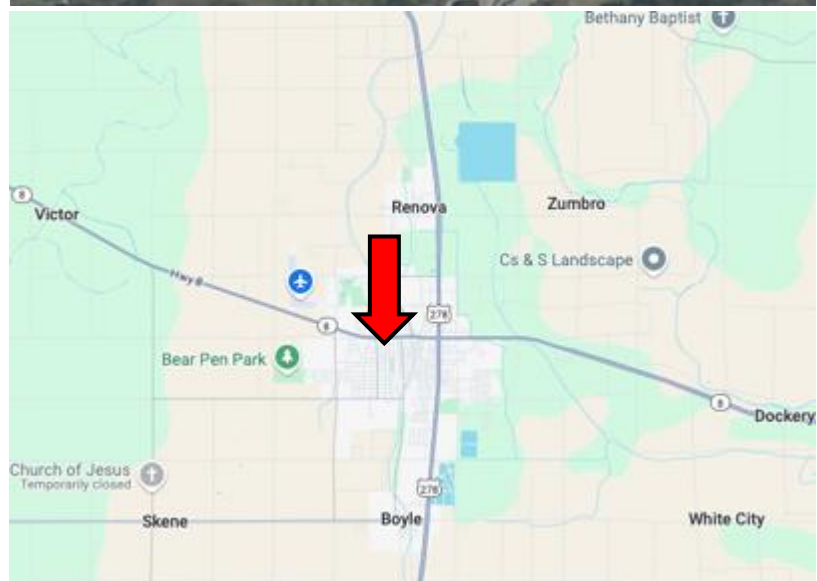 Bethany Baptist
8
Victor
Renova
Zumbro
Cs & S Landscape
Hwy 8
278
8
Bear Pen Park
8
Dockery
Church of Jesus
Temporarily closed
278
Skene
Boyle
White City